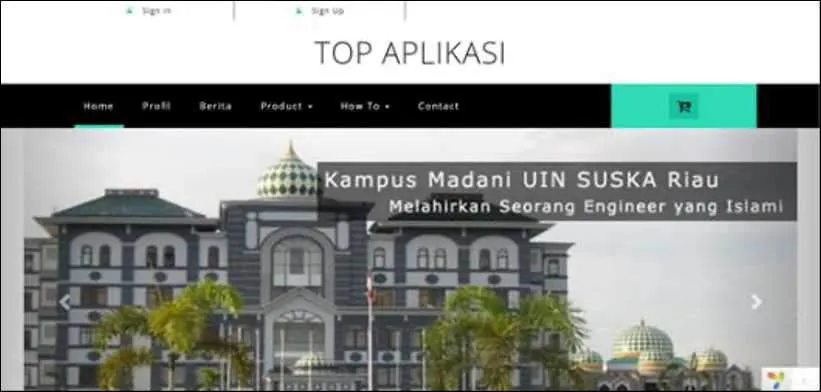 Sign in
Sign Up
TOP APLIKASI
Home
Profil
Berita
Product
How To
Contact
Kampus Madani UIN SUSKA Riau
Melahirkan Seorang Engineer yang Islami